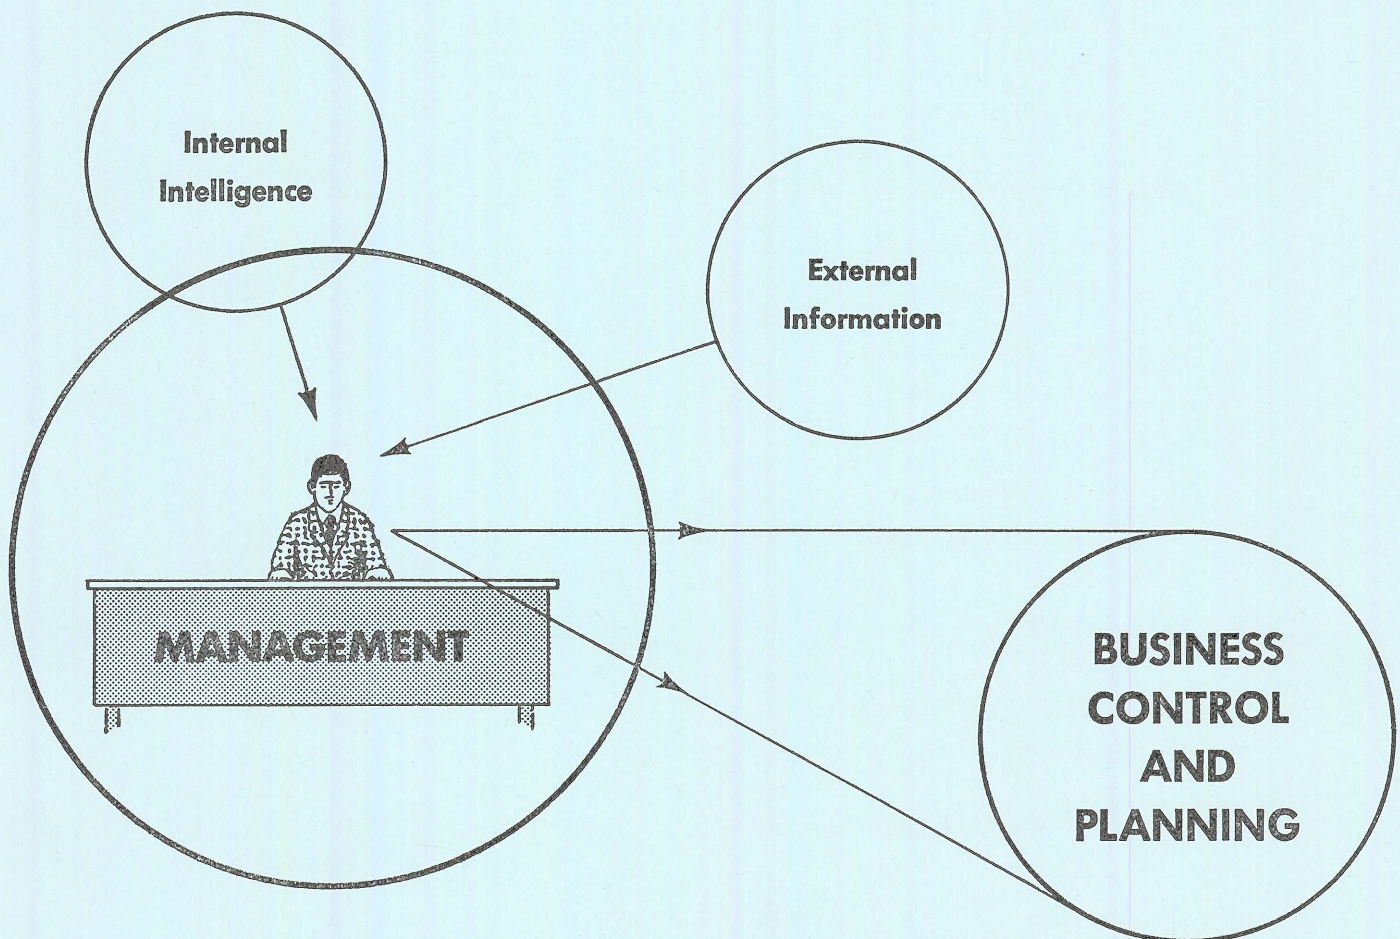 Internal
Intelligence
External
Information
MANAGEMENT
BUSINESS
CONTROL
AND
PLANNING